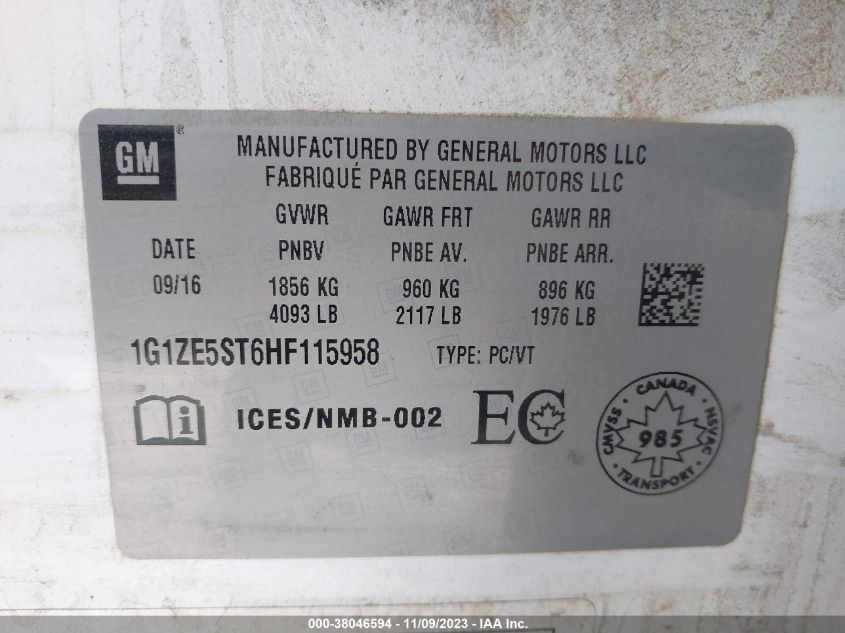 GM®
MANUFACTURED BY GENERAL MOTORS LLC
FABRIQUÉ PAR GENERAL MOTORS LLC
GVWR GAWR FRT GAWR RR
DATE PNBV PNBE AV. PNBE ARR.
09/16 1856 KG 960 KG 896 KG
4093 LB 2117 LB 1976 LB
1G1ZE5ST6HF115958 TYPE: PC/VT
i ICES/NMB-002 EC
CANADA
CMVSS 985 NSVAC
TRANSPORT
000-38046594 - 11/09/2023 - IAA Inc.